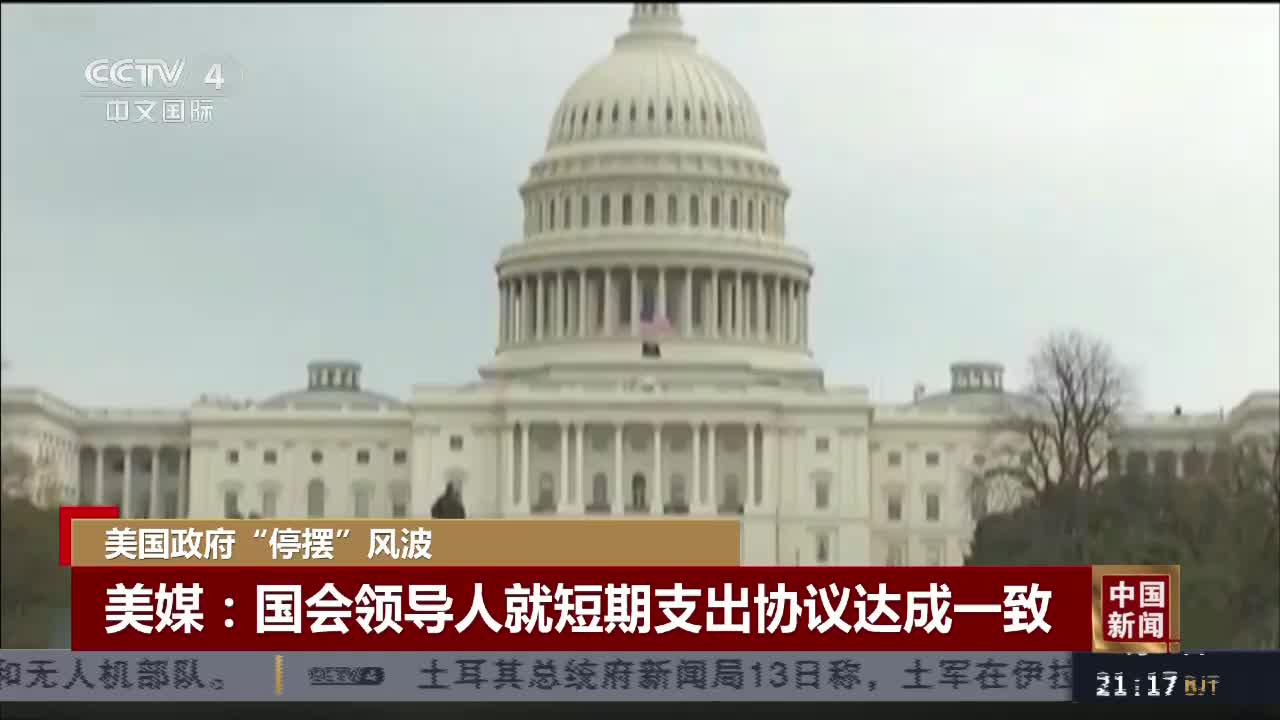 CCTV 4
中文国际
美国政府“停摆”风波
美媒：国会领导人就短期支出协议达成一致
中国
新闻
和无人机部队。 CCTV 4 土耳其总统府新闻局13日称，土军在伊拉
21:17 BJT